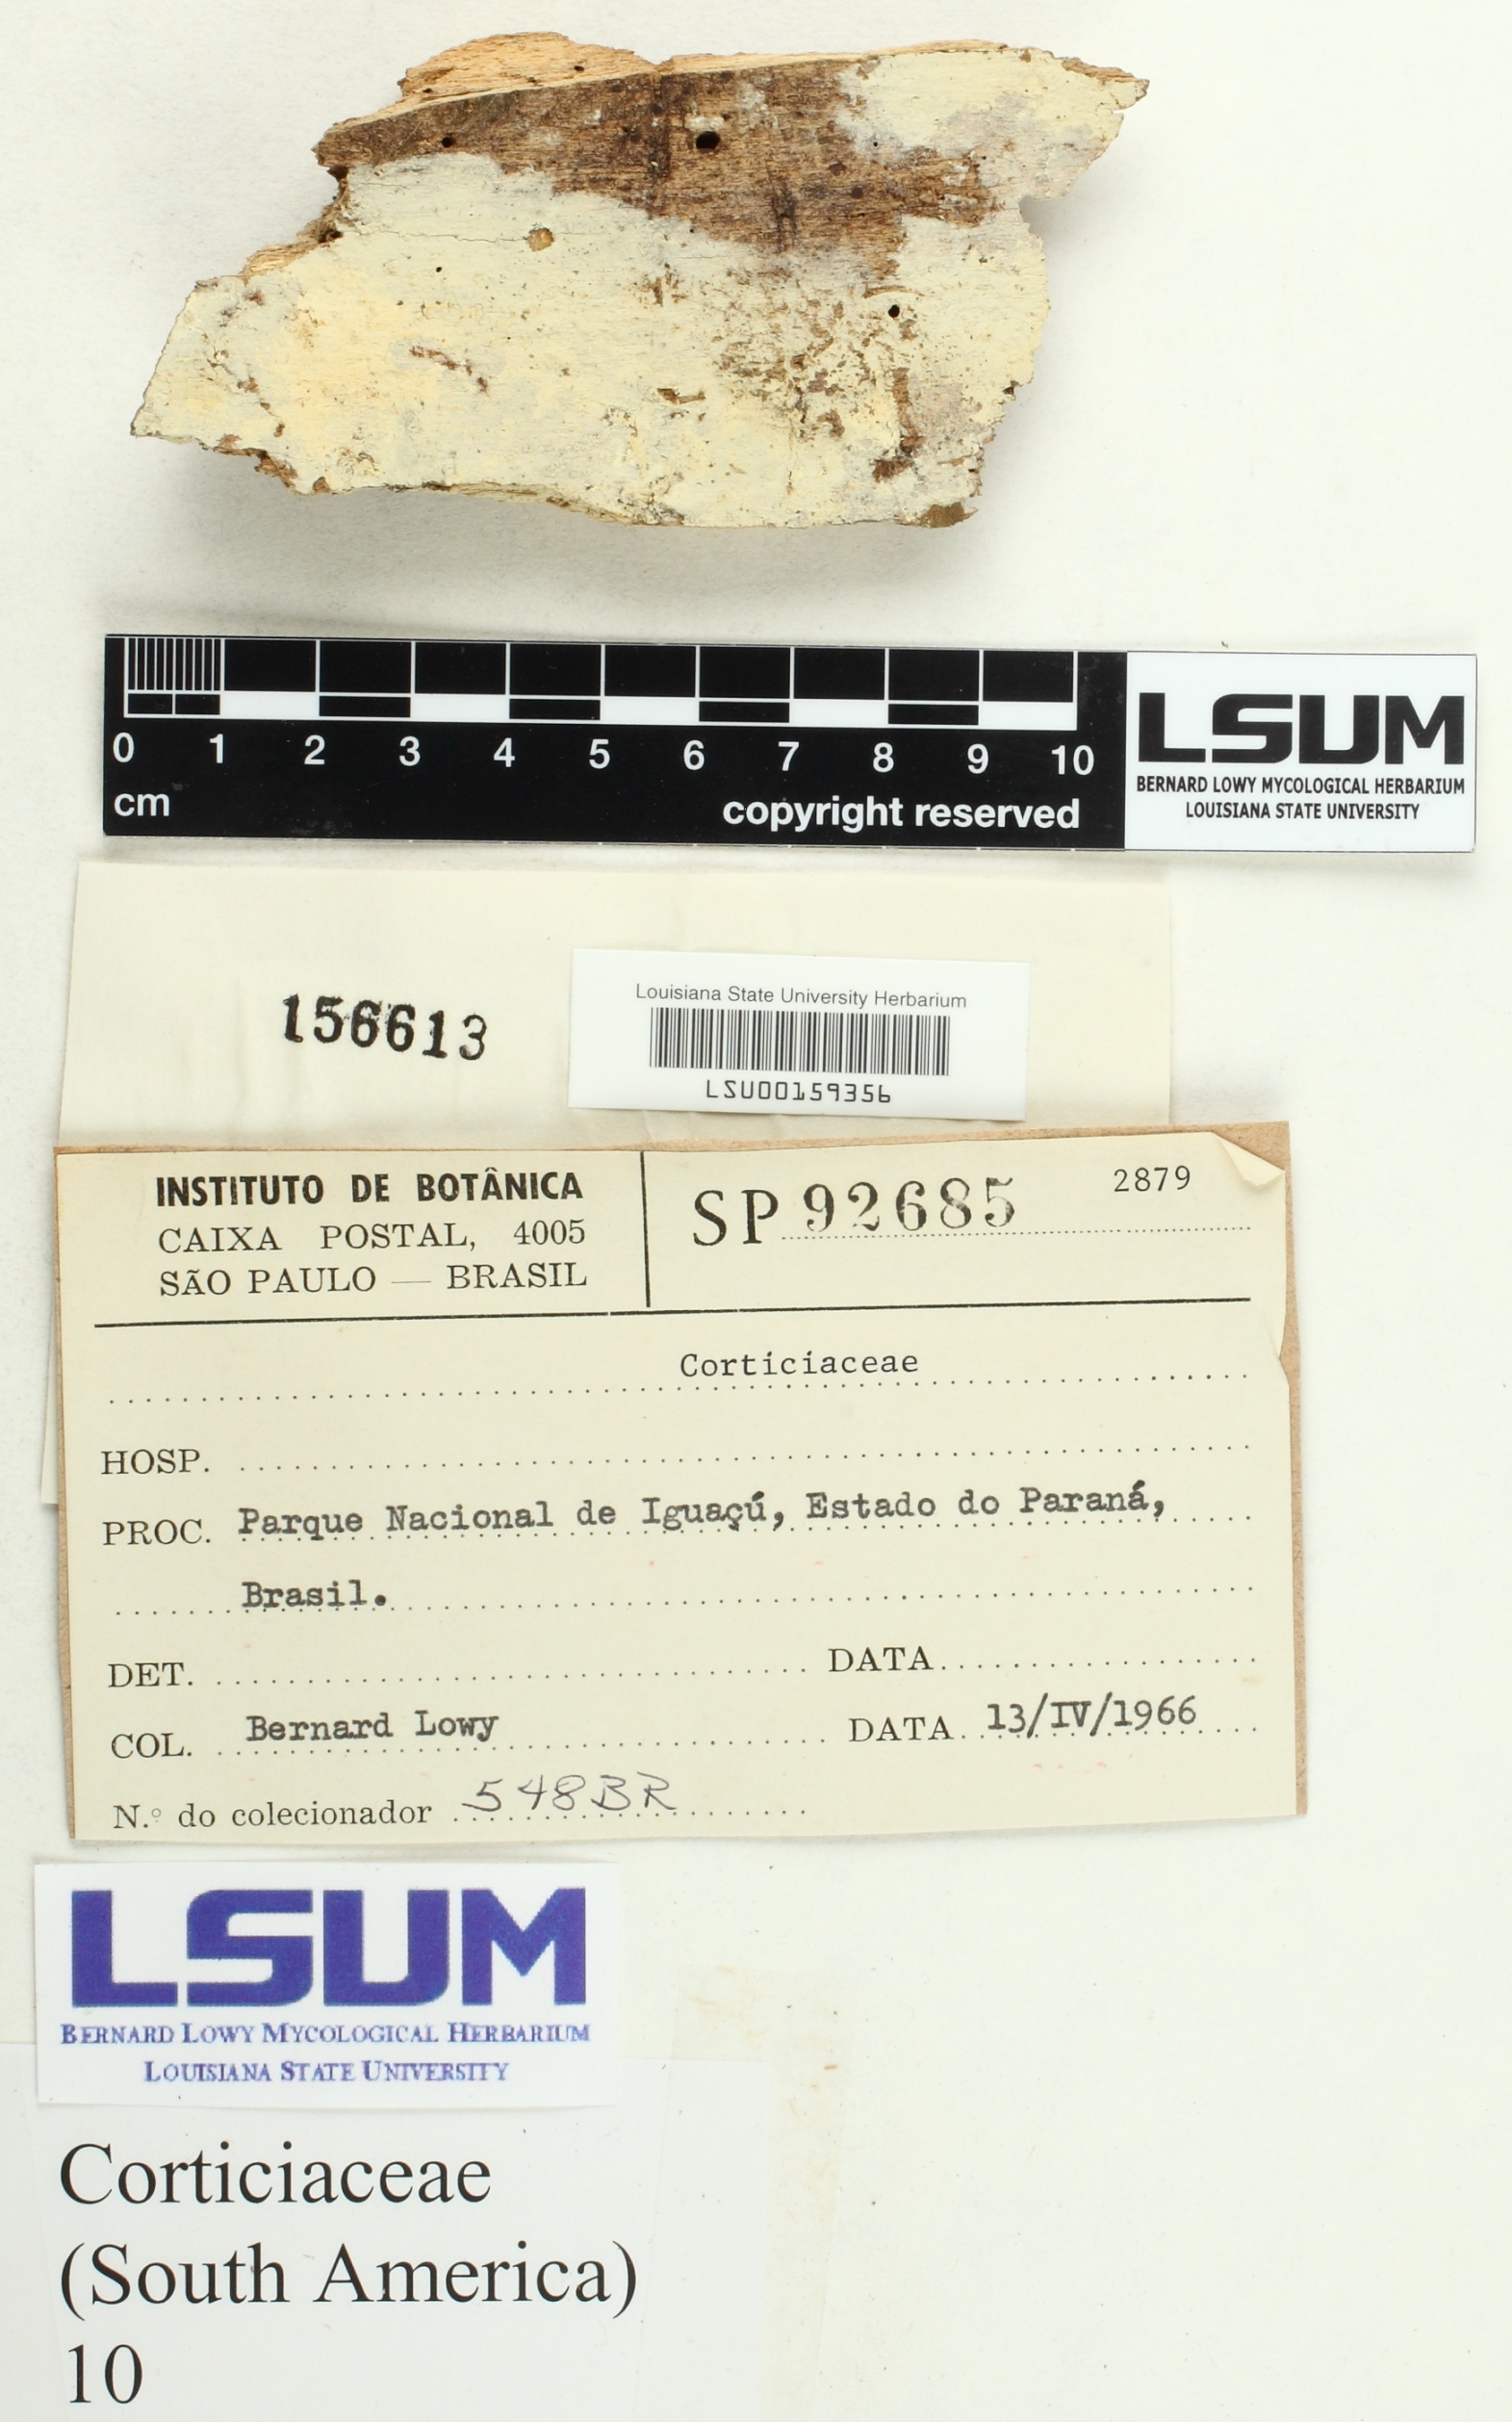 0 1 2 3 4 5 6 7 8 9 10
cm
copyright reserved
LSUM
BERNARD LOWY MYCOLOGICAL HERBARIUM
LOUISIANA STATE UNIVERSITY
156613
Louisiana State University Herbarium
LSU00159356
INSTITUTO DE BOTÂNICA
CAIXA POSTAL, 4005
SÃO PAULO — BRASIL
SP 92685
2879
Corticiaceae
HOSP.
PROC. Parque Nacional de Iguaçú, Estado do Paraná,
Brasil.
DET. DATA
COL. Bernard Lowy DATA 13/IV/1966
N.º do colecionador 548BR
LSUM
BERNARD LOWY MYCOLOGICAL HERBARIUM
LOUISIANA STATE UNIVERSITY
Corticiaceae
(South America)
10